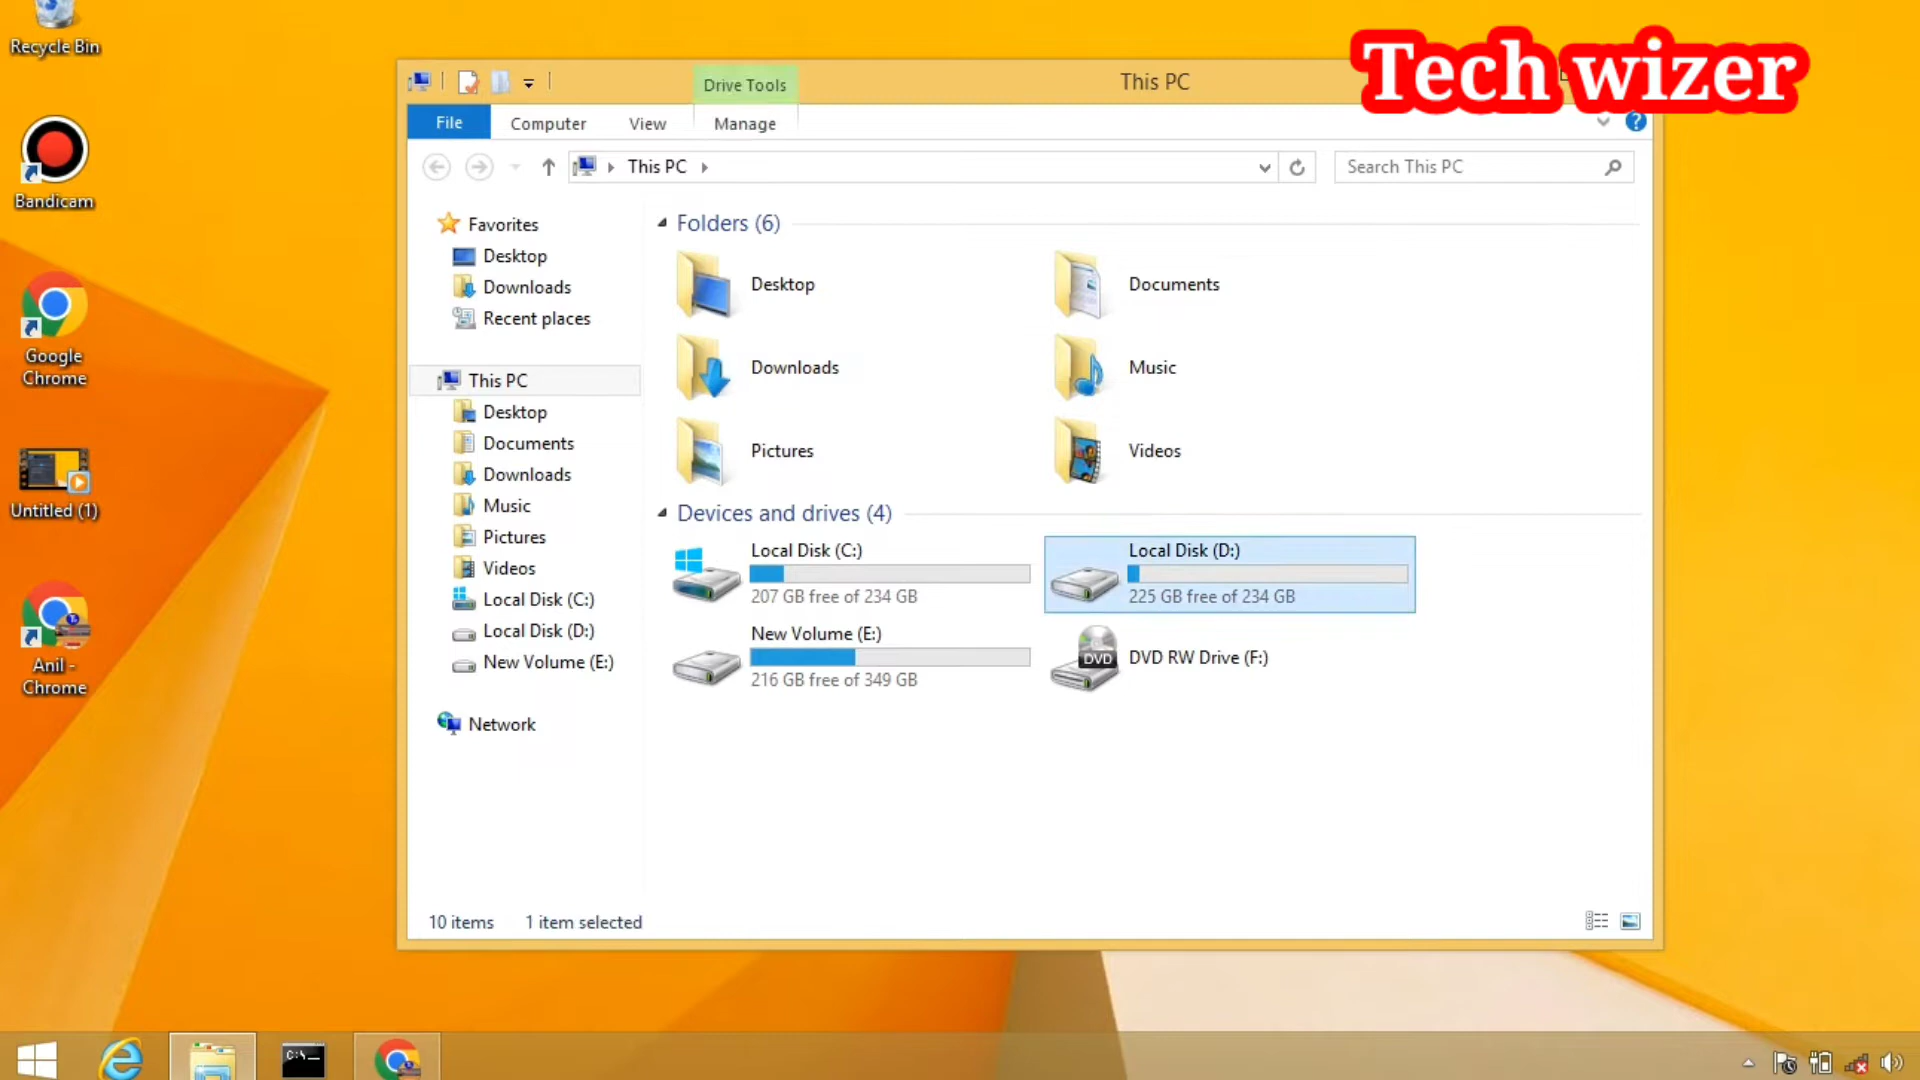 Recycle Bin
Tech wizer
Drive Tools
This PC
File
Computer
View
Manage
This PC
Search This PC
Bandicam
Favorites
Desktop
Downloads
Recent places
Folders (6)
Desktop
Documents
Downloads
Music
Pictures
Videos
Google
Chrome
This PC
Desktop
Documents
Downloads
Music
Pictures
Videos
Local Disk (C:)
Local Disk (D:)
New Volume (E:)
Network
Untitled (1)
Devices and drives (4)
Local Disk (C:)
207 GB free of 234 GB
Local Disk (D:)
225 GB free of 234 GB
New Volume (E:)
216 GB free of 349 GB
DVD
DVD RW Drive (F:)
Anil -
Chrome
10 items
1 item selected
C:\_